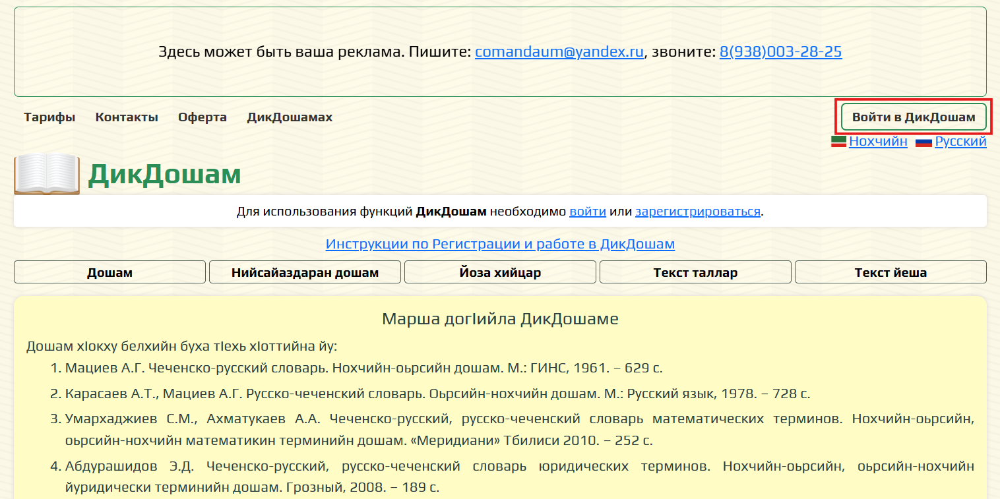 Здесь может быть ваша реклама. Пишите: comandaum@yandex.ru, звоните: 8(938)003-28-25
Тарифы Контакты Оферта ДикДошамах Войти в ДикДошам
Нохчийн Русский
ДикДошам
Для использования функций ДикДошам необходимо войти или зарегистрироваться.
Инструкции по Регистрации и работе в ДикДошам
Дошам Нийсайаздаран дошам Йоза хийцар Текст таллар Текст йеша
Марша догӀийла ДикДошаме
Дошам хӀокху белхийн буха тӀехь хӀоттийна йу:
1. Мациев А.Г. Чеченско-русский словарь. Нохчийн-оьрсийн дошам. М.: ГИНС, 1961. – 629 с.
2. Карасаев А.Т., Мациев А.Г. Русско-чеченский словарь. Оьрсийн-нохчийн дошам. М.: Русский язык, 1978. – 728 с.
3. Умархаджиев С.М., Ахматукаев А.А. Чеченско-русский, русско-чеченский словарь математических терминов. Нохчийн-оьрсийн,
оьрсийн-нохчийн математикин терминийн дошам. «Меридиани» Тбилиси 2010. – 252 с.
4. Абдурашидов Э.Д. Чеченско-русский, русско-чеченский словарь юридических терминов. Нохчийн-оьрсийн, оьрсийн-нохчийн
йуридически терминийн дошам. Грозный, 2008. – 189 с.